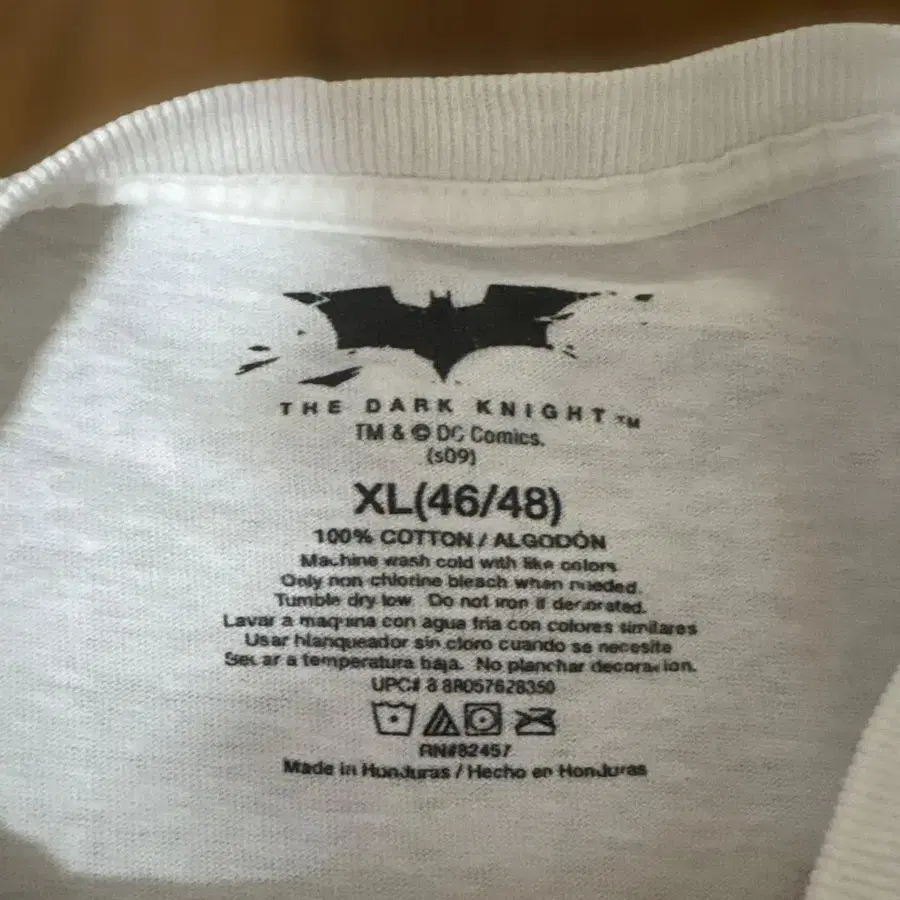 THE DARK KNIGHT™
TM & © DC Comics.
(s09)
XL(46/48)
100% COTTON / ALGODÓN
Machine wash cold with like colors
Only non-chlorine bleach when needed.
Tumble dry low. Do not iron if decorated.
Lavar a maquina con agua fria con colores similares
Usar blanqueador sin cloro cuando se necesite
Secar a temperatura baja. No planchar decoracion.
UPC# 8 88057628350
RN#82457
Made in Honduras / Hecho en Honduras